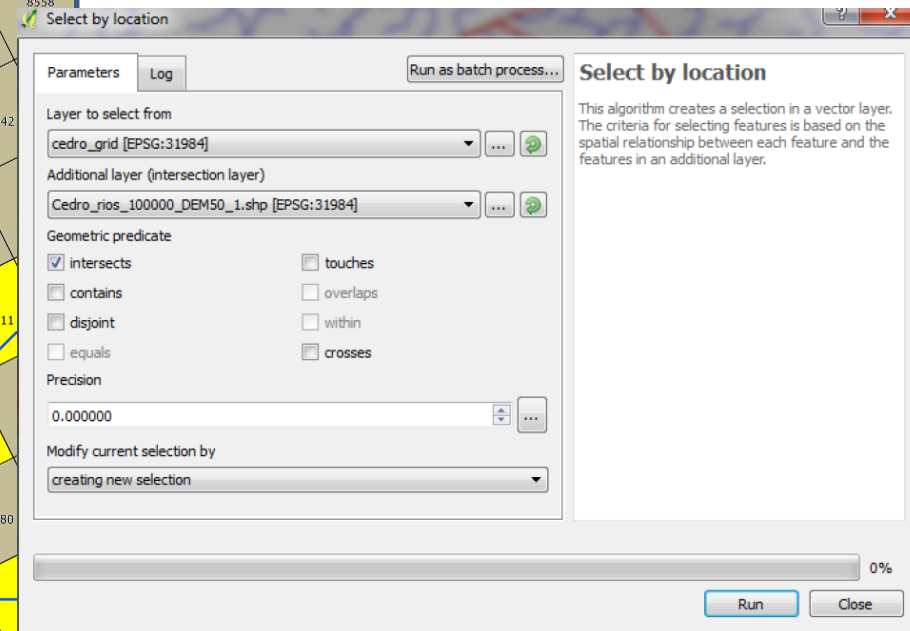 8558
Select by location
?
Parameters
Log
Run as batch process...
Layer to select from
cedro_grid [EPSG:31984]
...
Additional layer (intersection layer)
Cedro_rios_100000_DEM50_1.shp [EPSG:31984]
...
Geometric predicate
intersects
touches
contains
overlaps
disjoint
within
equals
crosses
Precision
0.000000
...
Modify current selection by
creating new selection
Select by location
This algorithm creates a selection in a vector layer.
The criteria for selecting features is based on the
spatial relationship between each feature and the
features in an additional layer.
42
11
80
0%
Run
Close